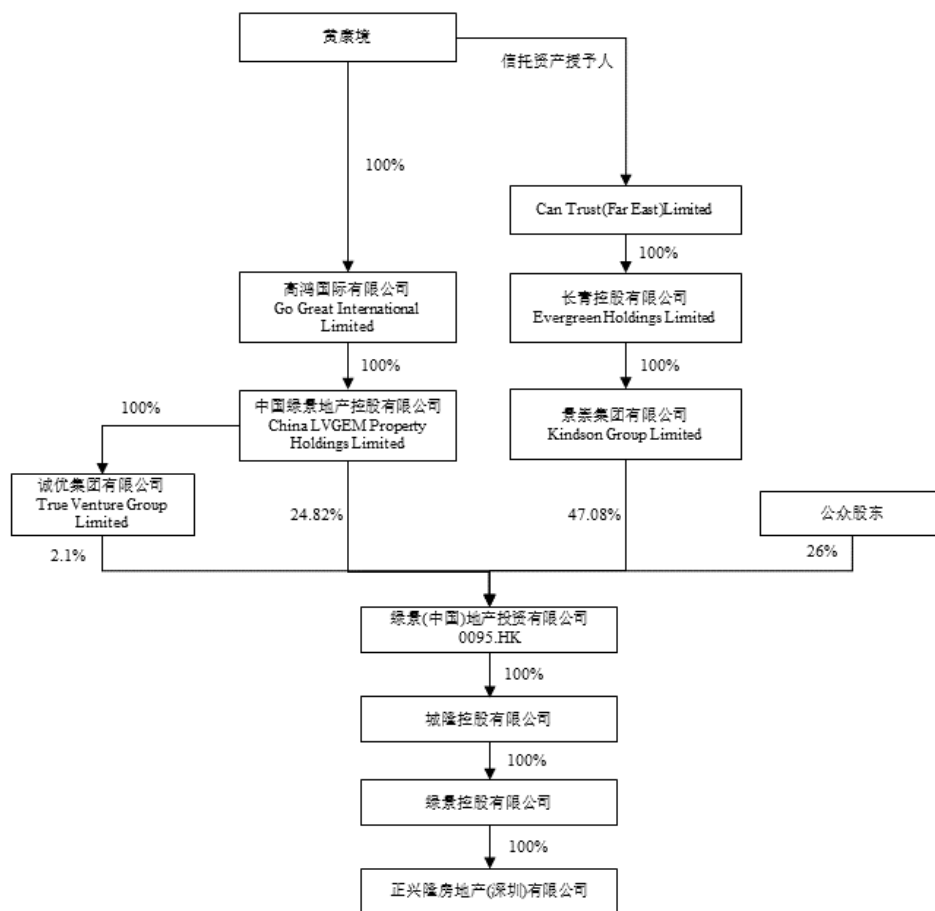 黄康境
信托资产授予人
100%
Can Trust(Far East)Limited
100%
高鸿国际有限公司
Go Great International
Limited
长青控股有限公司
Evergreen Holdings Limited
100%
100%
100%
中国绿景地产控股有限公司
China LVGEM Property
Holdings Limited
景崇集团有限公司
Kindson Group Limited
诚优集团有限公司
True Venture Group
Limited
24.82%
47.08%
公众股东
2.1%
26%
绿景(中国)地产投资有限公司
0095.HK
100%
城隆控股有限公司
100%
绿景控股有限公司
100%
正兴隆房地产(深圳)有限公司